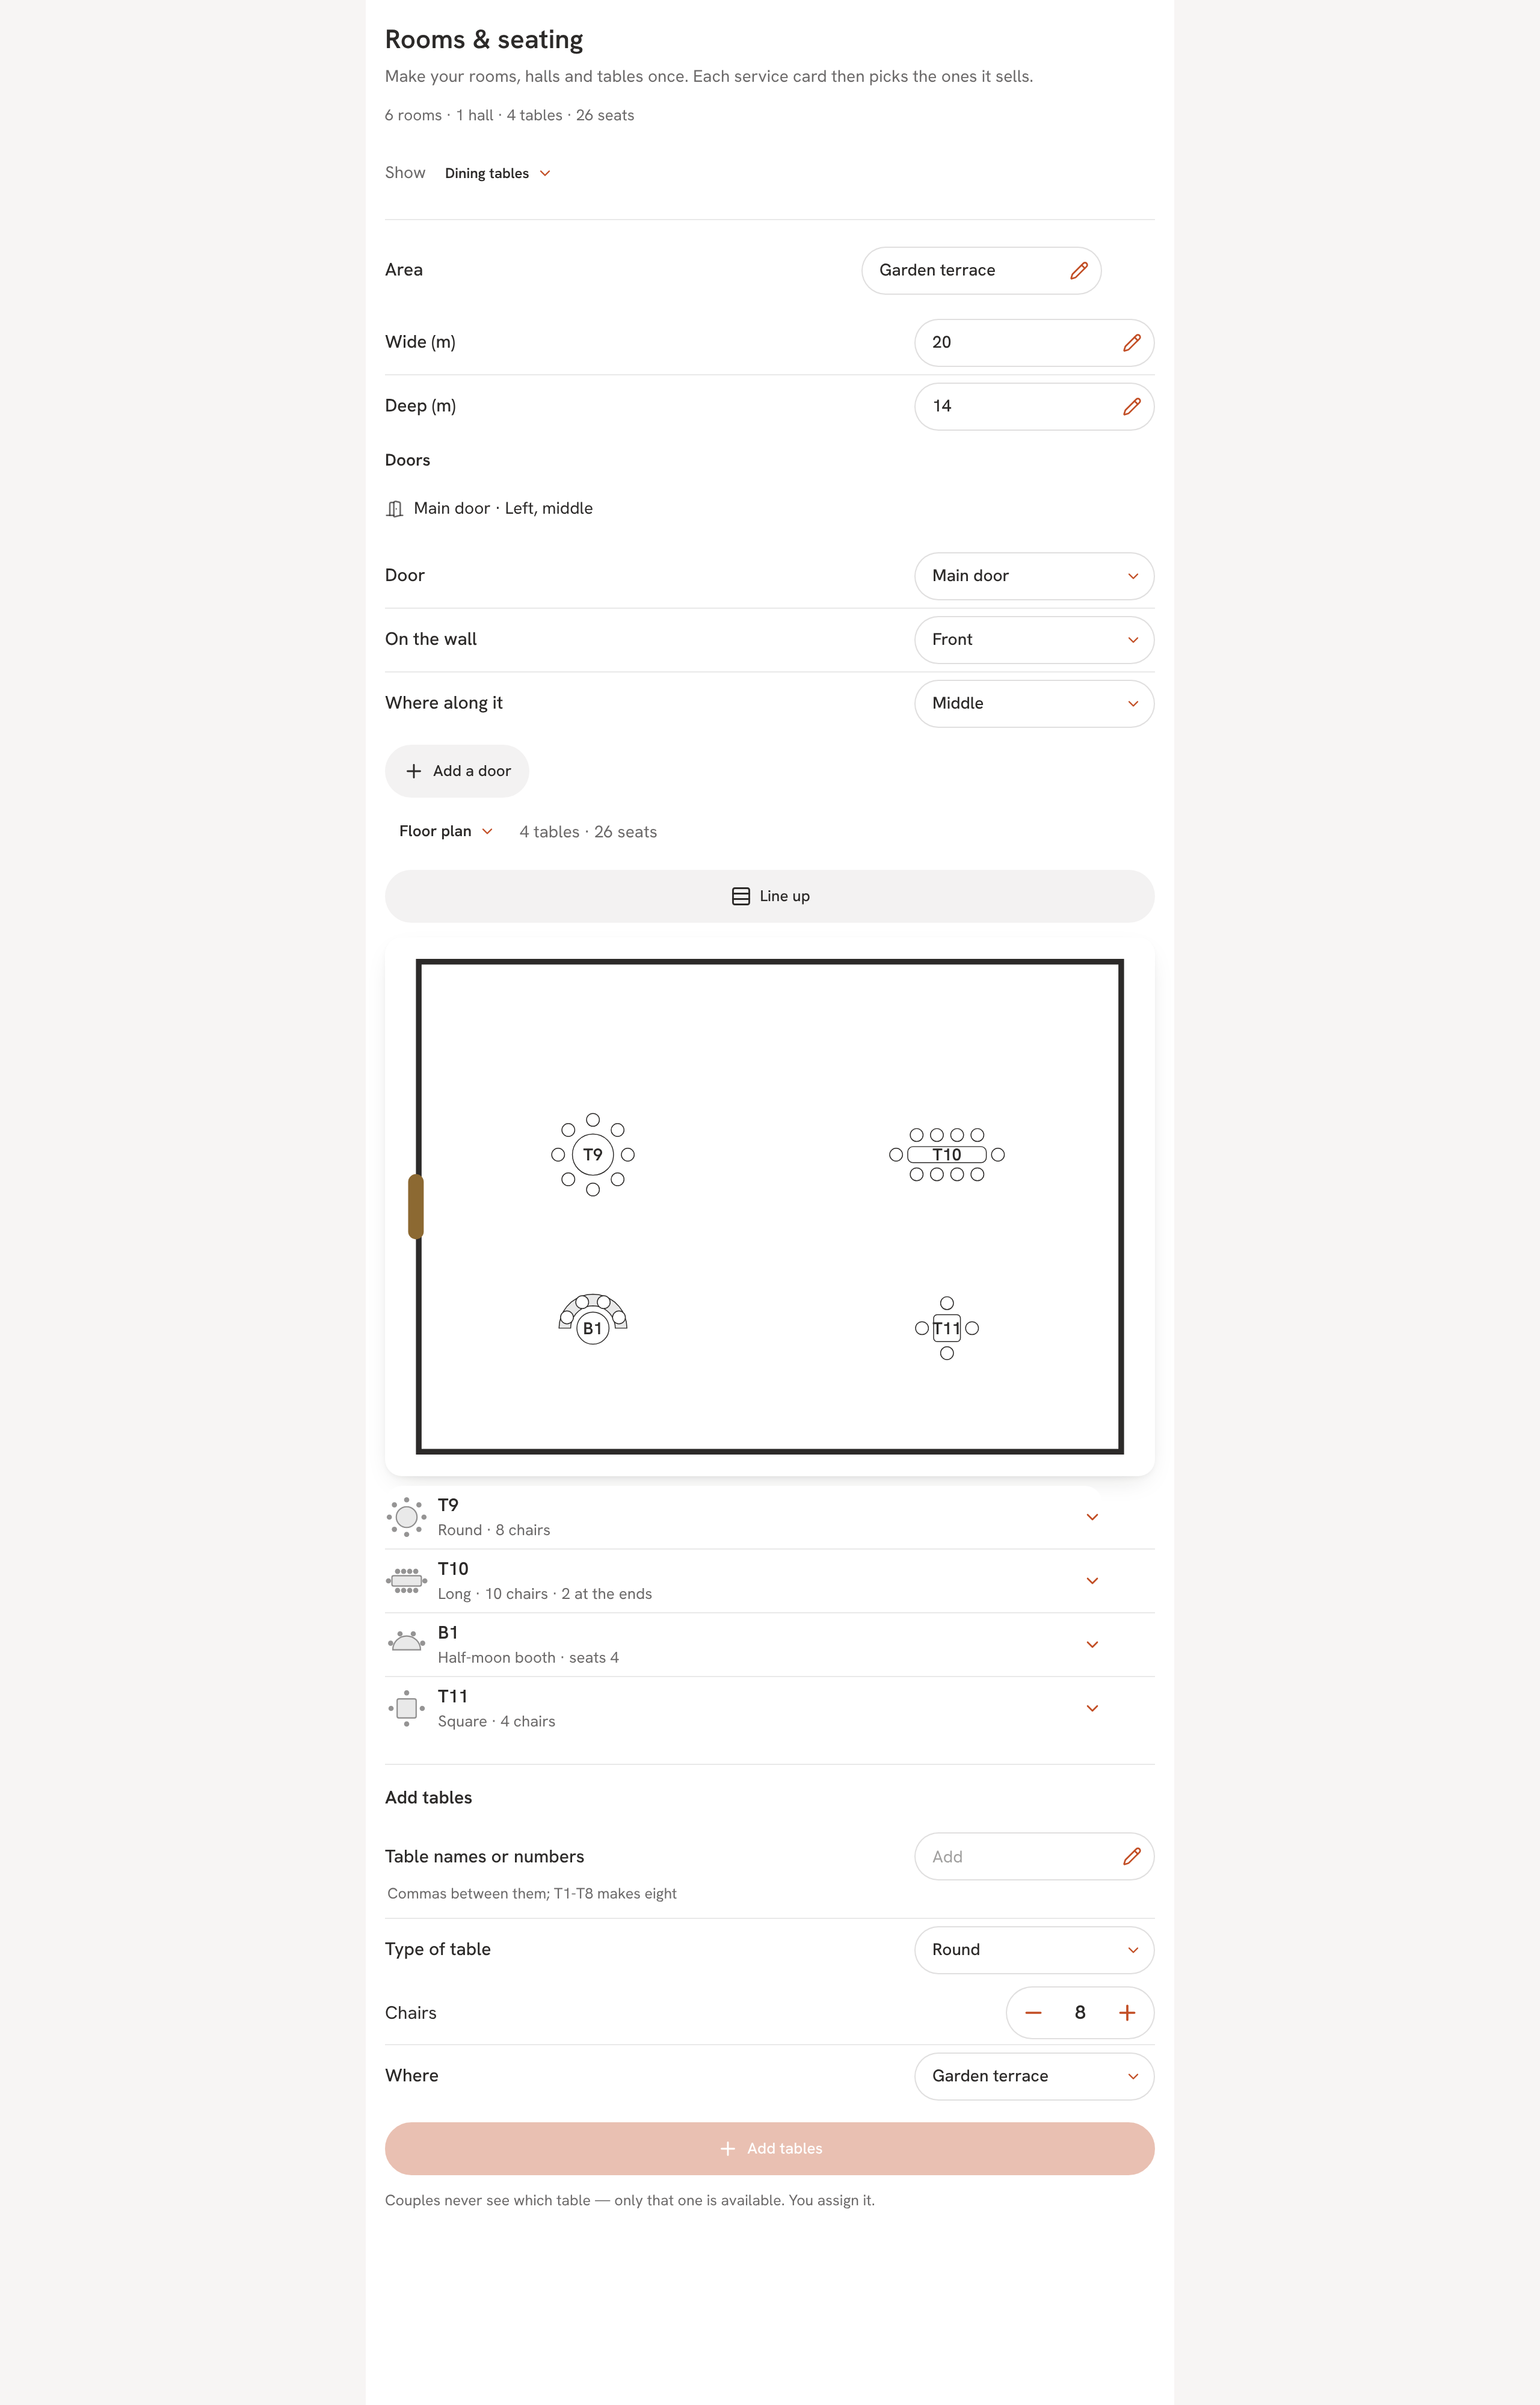 Rooms & seating
Make your rooms, halls and tables once. Each service card then picks the ones it sells.
6 rooms · 1 hall · 4 tables · 26 seats
Show Dining tables
Area Garden terrace
Wide (m) 20
Deep (m) 14
Doors
Main door · Left, middle
Door Main door
On the wall Front
Where along it Middle
Add a door
Floor plan 4 tables · 26 seats
Line up
T9 T10
B1 T11
T9
Round · 8 chairs
T10
Long · 10 chairs · 2 at the ends
B1
Half-moon booth · seats 4
T11
Square · 4 chairs
Add tables
Table names or numbers Add
Commas between them; T1-T8 makes eight
Type of table Round
Chairs 8
Where Garden terrace
Add tables
Couples never see which table — only that one is available. You assign it.